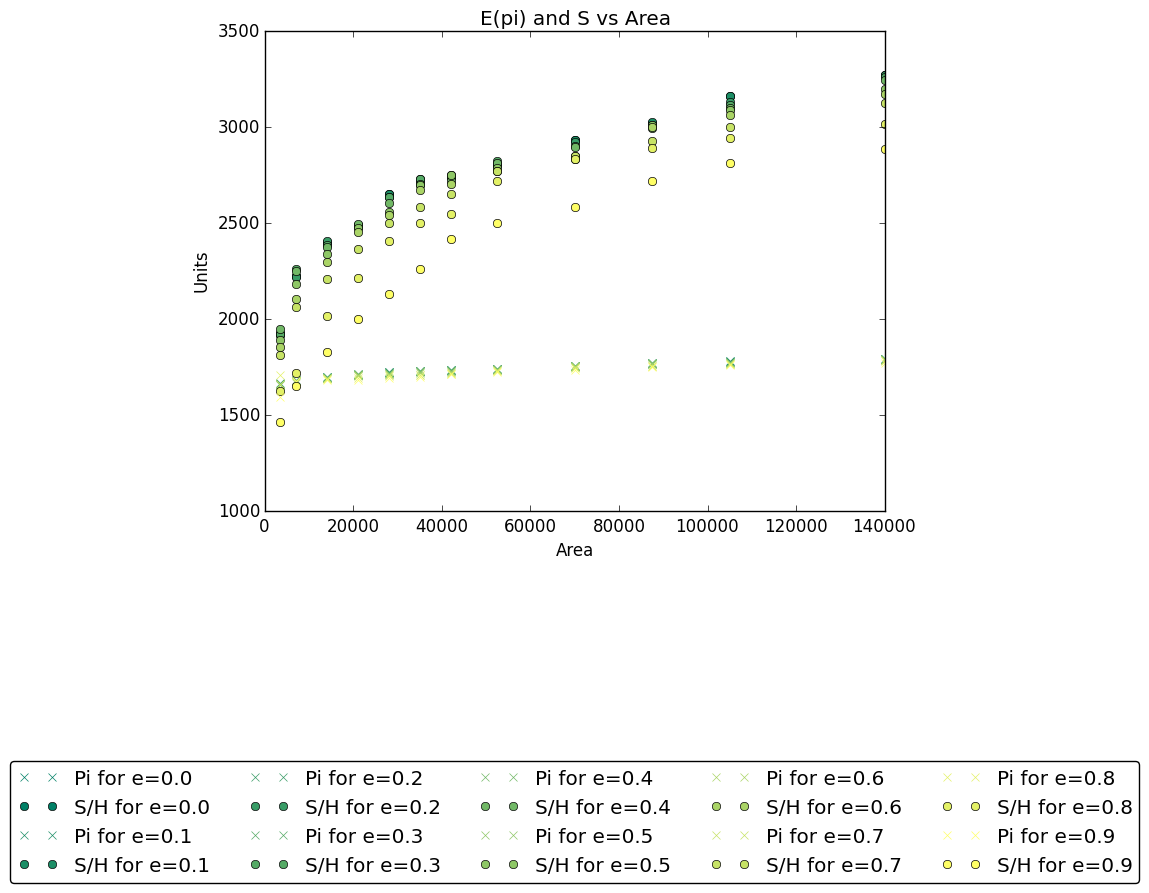 E(pi) and S vs Area
3500
3000
2500
2000
1500
1000
Units
0 20000 40000 60000 80000 100000 120000 140000
Area
Pi for e=0.0 Pi for e=0.2 Pi for e=0.4 Pi for e=0.6 Pi for e=0.8
S/H for e=0.0 S/H for e=0.2 S/H for e=0.4 S/H for e=0.6 S/H for e=0.8
Pi for e=0.1 Pi for e=0.3 Pi for e=0.5 Pi for e=0.7 Pi for e=0.9
S/H for e=0.1 S/H for e=0.3 S/H for e=0.5 S/H for e=0.7 S/H for e=0.9